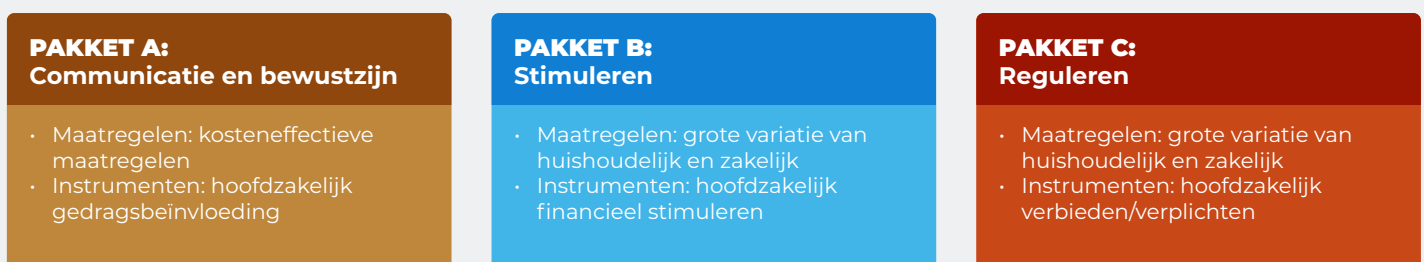 PAKKET A:
Communicatie en bewustzijn
• Maatregelen: kosteneffectieve
maatregelen
• Instrumenten: hoofdzakelijk
gedragsbeïnvloeding
PAKKET B:
Stimuleren
• Maatregelen: grote variatie van
huishoudelijk en zakelijk
• Instrumenten: hoofdzakelijk
financieel stimuleren
PAKKET C:
Reguleren
• Maatregelen: grote variatie van
huishoudelijk en zakelijk
• Instrumenten: hoofdzakelijk
verbieden/verplichten